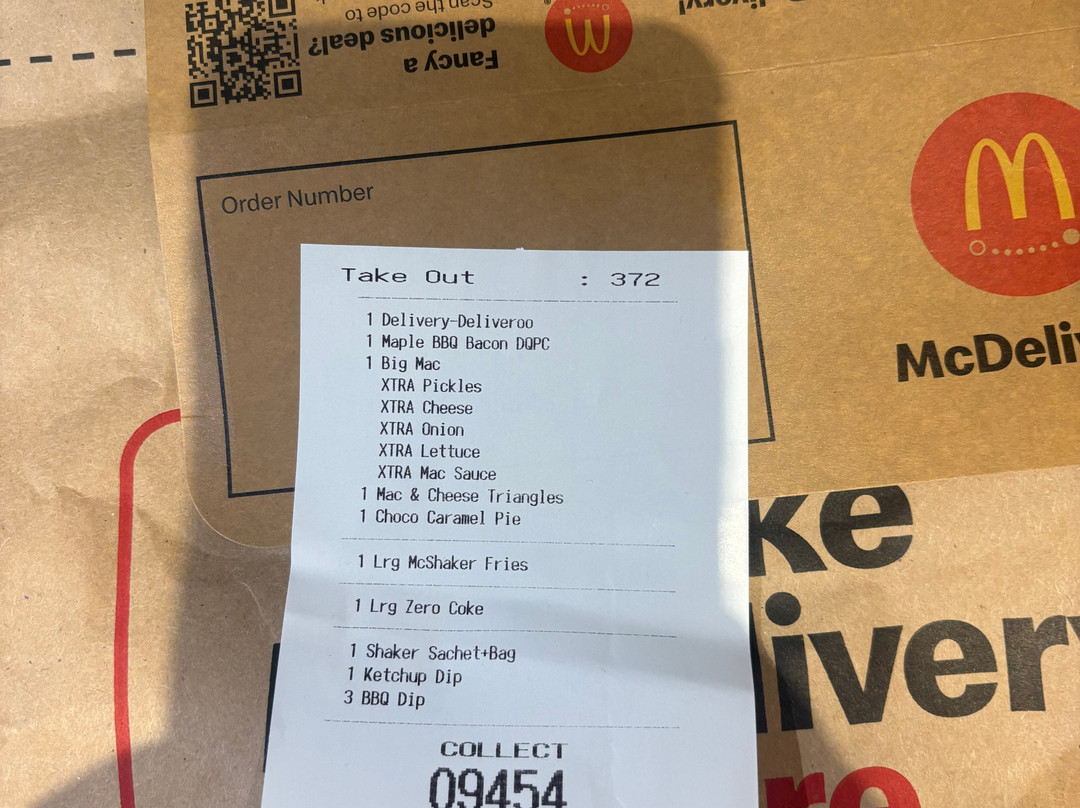 Fancy a
delicious deal?
Scan the code to
Order Number
McDeli
Take Out : 372
1 Delivery-Deliveroo
1 Maple BBQ Bacon DQPC
1 Big Mac
XTRA Pickles
XTRA Cheese
XTRA Onion
XTRA Lettuce
XTRA Mac Sauce
1 Mac & Cheese Triangles
1 Choco Caramel Pie
1 Lrg McShaker Fries
1 Lrg Zero Coke
1 Shaker Sachet+Bag
1 Ketchup Dip
3 BBQ Dip
COLLECT
09454
ke
livery